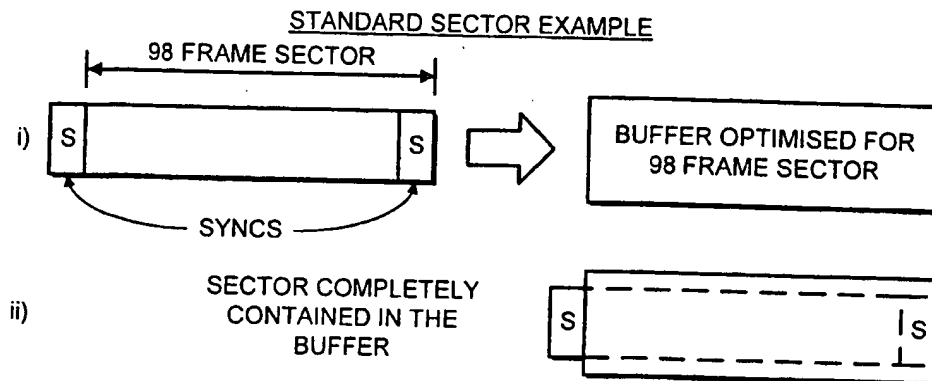 STANDARD SECTOR EXAMPLE
98 FRAME SECTOR
i)
S
S
BUFFER OPTIMISED FOR
98 FRAME SECTOR
SYNCS
ii)
SECTOR COMPLETELY
CONTAINED IN THE
BUFFER
S
S